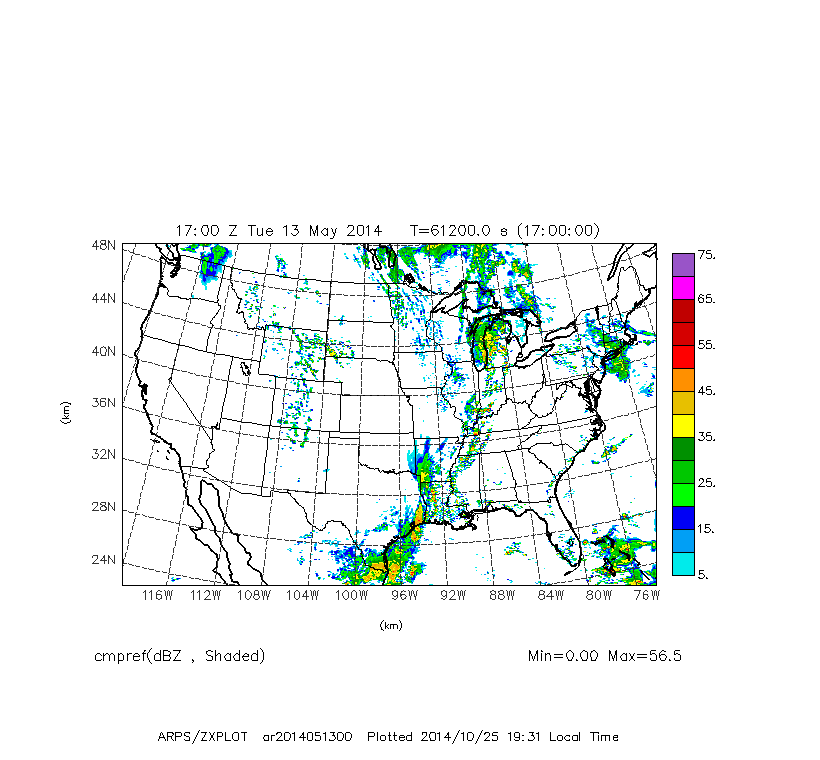 17:00 Z Tue 13 May 2014 T=61200.0 s (17:00:00)
48N
44N
40N
36N
32N
28N
24N
(km)
75.
65.
55.
45.
35.
25.
15.
5.
116W 112W 108W 104W 100W 96W 92W 88W 84W 80W 76W
(km)
cmpref(dBZ , Shaded) Min=0.00 Max=56.5
ARPS/ZXPLOT ar2014051300 Plotted 2014/10/25 19:31 Local Time